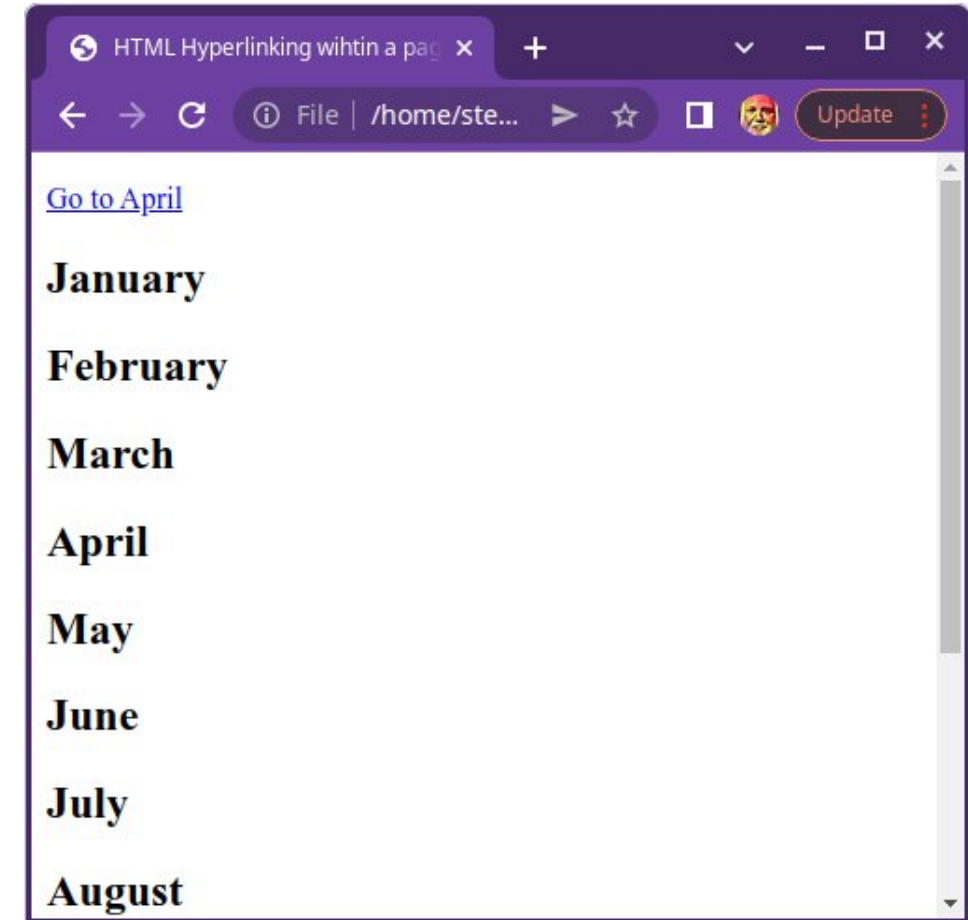 HTML Hyperlinking wihtin a pag
File /home/ste...
Update
Go to April
January
February
March
April
May
June
July
August